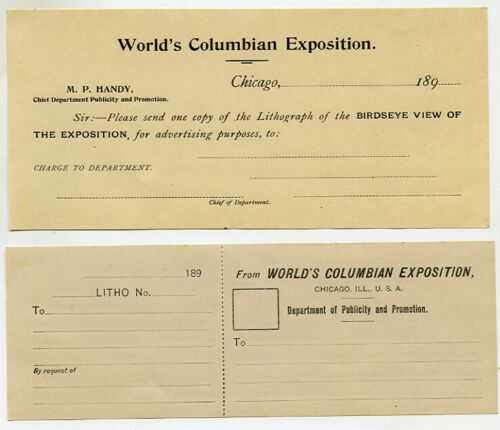 World's Columbian Exposition.
Chicago, 189
M. P. HANDY,
Chief Department Publicity and Promotion.
Sir:—Please send one copy of the Lithograph of the BIRDSEYE VIEW OF
THE EXPOSITION, for advertising purposes, to:
CHARGE TO DEPARTMENT.
Chief of Department.
189
LITHO No.
To
By request of
From WORLD'S COLUMBIAN EXPOSITION,
CHICAGO, ILL., U. S. A.
Department of Publicity and Promotion.
To